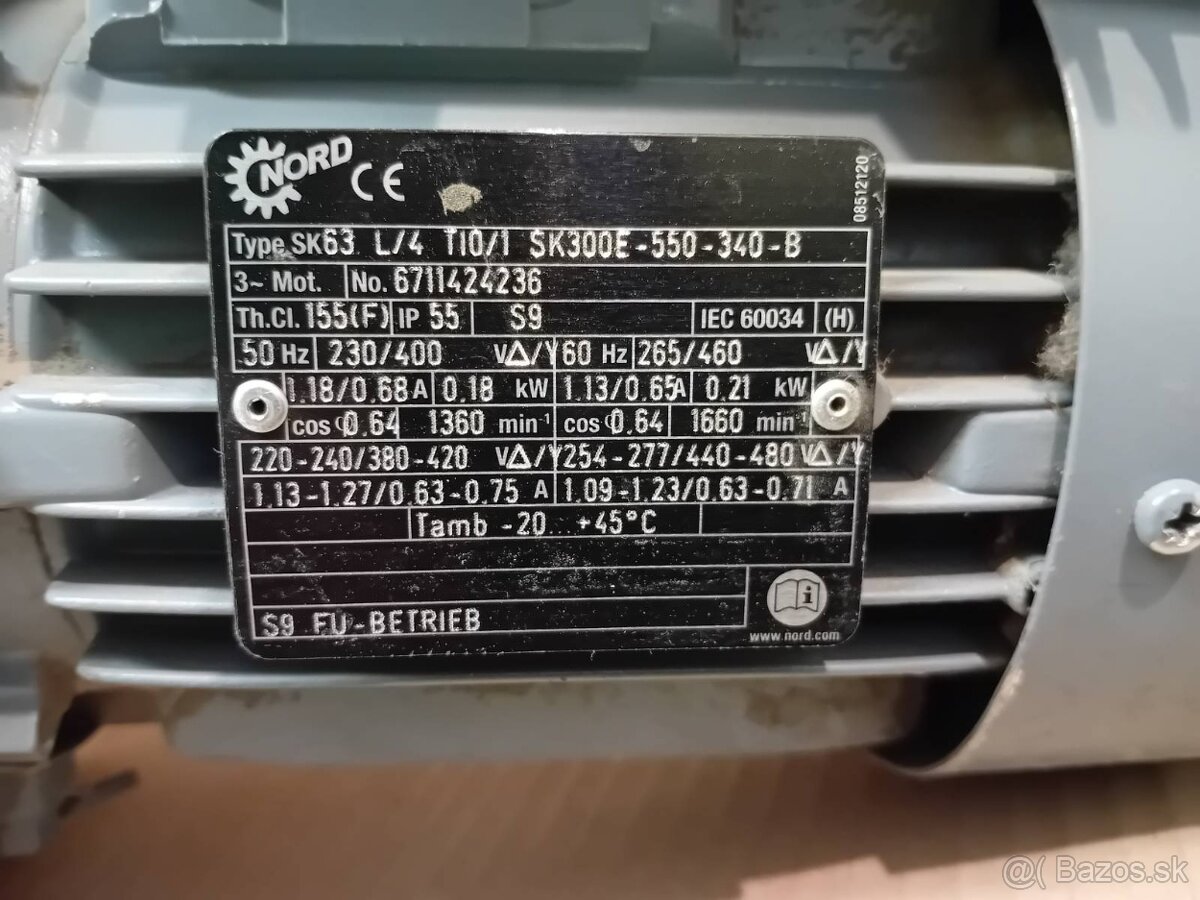 NORD CE
08512120
Type SK63 L/4 TI0/1 SK300E-550-340-B
3~ Mot. No. 6711424236
Th.Cl. 155(F) IP 55 S9 IEC 60034 (H)
50 Hz 230/400 V△/Y 60 Hz 265/460 V△/Y
1.18/0.68 A 0.18 kW 1.13/0.65 A 0.21 kW
cos φ 0.64 1360 min⁻¹ cos φ 0.64 1660 min⁻¹
220-240/380-420 V△/Y 254-277/440-480 V△/Y
1.13-1.27/0.63-0.75 A 1.09-1.23/0.63-0.71 A
Tamb -20... +45°C
S9 FU-BETRIEB
i
www.nord.com
@( Bazos.sk